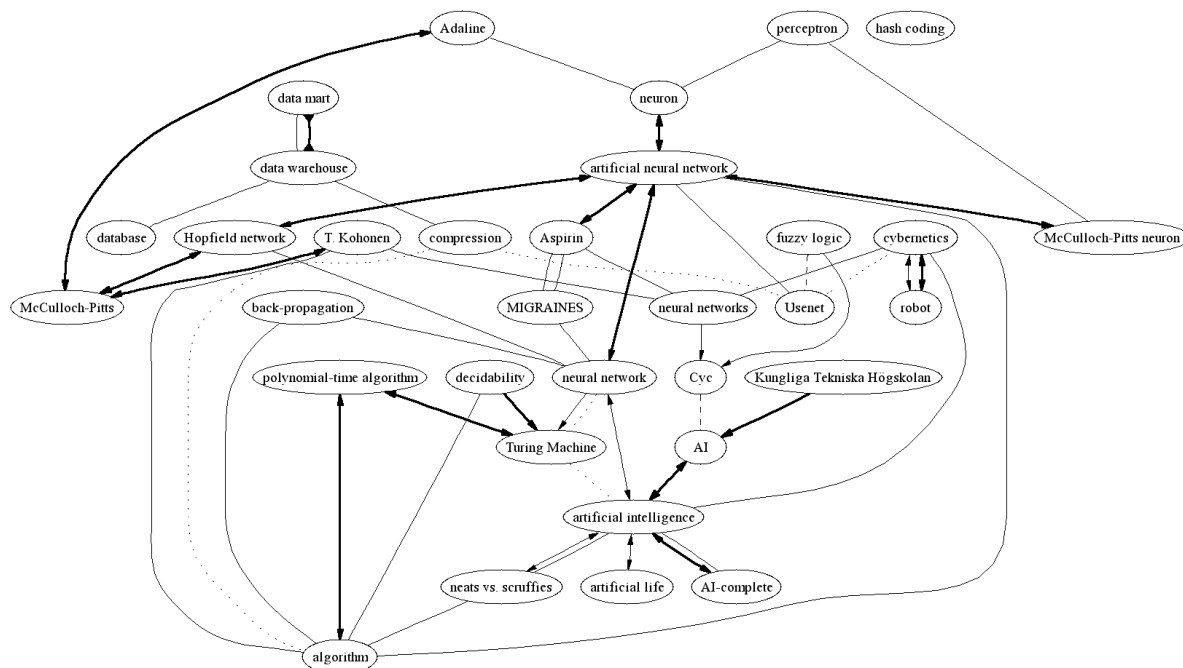 Adaline
perceptron
hash coding
data mart
neuron
data warehouse
artificial neural network
database
Hopfield network
T. Kohonen
compression
Aspirin
fuzzy logic
cybernetics
McCulloch-Pitts neuron
McCulloch-Pitts
back-propagation
MIGRAINES
neural networks
Usenet
robot
polynomial-time algorithm
decidability
neural network
Cyc
Kungliga Tekniska Högskolan
Turing Machine
AI
artificial intelligence
neats vs. scruffies
artificial life
AI-complete
algorithm